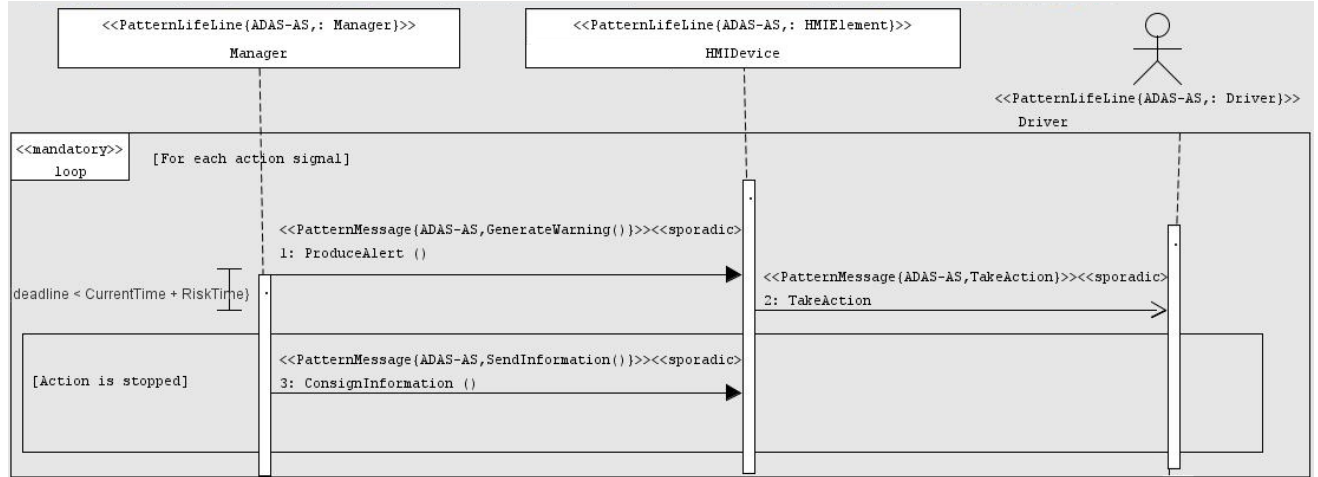 <<PatternLifeLine{ADAS-AS,: Manager}>>
Manager
<<PatternLifeLine{ADAS-AS,: HMIElement}>>
HMIDevice
<<PatternLifeLine{ADAS-AS,: Driver}>>
Driver
<<mandatory>>
loop
[For each action signal]
<<PatternMessage{ADAS-AS,GenerateWarning()}>><<sporadic>
1: ProduceAlert ()
<<PatternMessage{ADAS-AS,TakeAction}>><<sporadic>
2: TakeAction
deadline < CurrentTime + RiskTime}
<<PatternMessage{ADAS-AS,SendInformation()}>><<sporadic>
[Action is stopped]
3: ConsignInformation ()